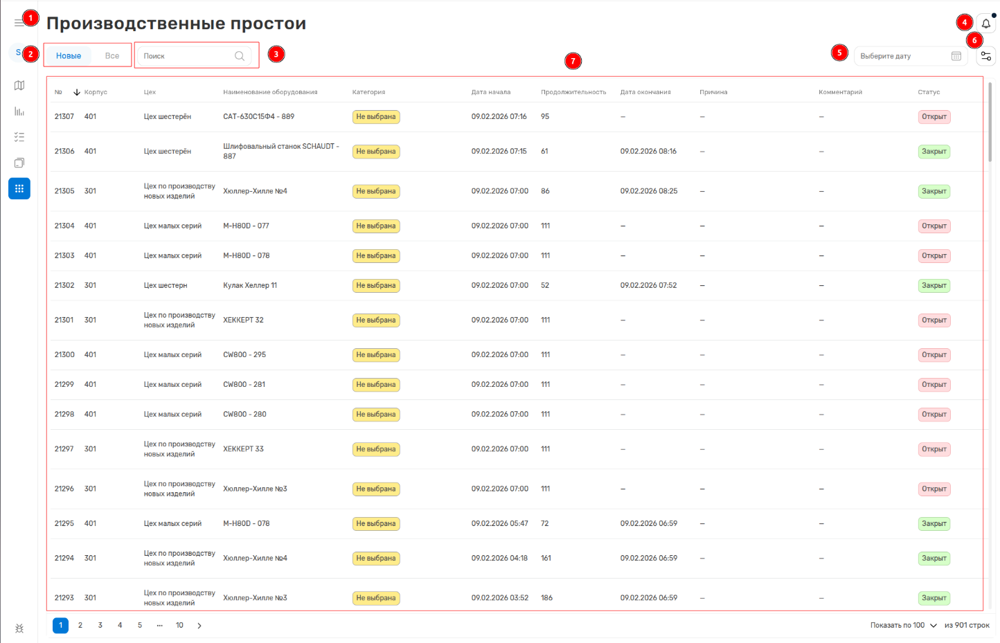 1
Производственные простои
4
S 2 Новые Все Поиск 3 7 5 Выберите дату 6
№ Корпус Цех Наименование оборудования Категория Дата начала Продолжительность Дата окончания Причина Комментарий Статус
21307 401 Цех шестерён САТ-630С15Ф4 - 889 Не выбрана 09.02.2026 07:16 95 – – – Открыт
21306 401 Цех шестерён Шлифовальный станок SCHAUDT - 887 Не выбрана 09.02.2026 07:15 61 09.02.2026 08:16 – – Закрыт
21305 301 Цех по производству новых изделий Хюллер-Хилле №4 Не выбрана 09.02.2026 07:00 86 09.02.2026 08:25 – – Закрыт
21304 401 Цех малых серий M-H80D - 077 Не выбрана 09.02.2026 07:00 111 – – – Открыт
21303 401 Цех малых серий M-H80D - 078 Не выбрана 09.02.2026 07:00 111 – – – Открыт
21302 301 Цех шестерн Кулак Хеллер 11 Не выбрана 09.02.2026 07:00 52 09.02.2026 07:52 – – Закрыт
21301 301 Цех по производству новых изделий ХЕККЕРТ 32 Не выбрана 09.02.2026 07:00 111 – – – Открыт
21300 401 Цех малых серий CW800 - 295 Не выбрана 09.02.2026 07:00 111 – – – Открыт
21299 401 Цех малых серий CW800 - 281 Не выбрана 09.02.2026 07:00 111 – – – Открыт
21298 401 Цех малых серий CW800 - 280 Не выбрана 09.02.2026 07:00 111 – – – Открыт
21297 301 Цех по производству новых изделий ХЕККЕРТ 33 Не выбрана 09.02.2026 07:00 111 – – – Открыт
21296 301 Цех по производству новых изделий Хюллер-Хилле №3 Не выбрана 09.02.2026 07:00 111 – – – Открыт
21295 401 Цех малых серий M-H80D - 078 Не выбрана 09.02.2026 05:47 72 09.02.2026 06:59 – – Закрыт
21294 301 Цех по производству новых изделий Хюллер-Хилле №4 Не выбрана 09.02.2026 04:18 161 09.02.2026 06:59 – – Закрыт
21293 301 Цех по производству новых изделий Хюллер-Хилле №3 Не выбрана 09.02.2026 03:52 186 09.02.2026 06:59 – – Закрыт
1 2 3 4 5 ... 10 Показать по 100 из 901 строк